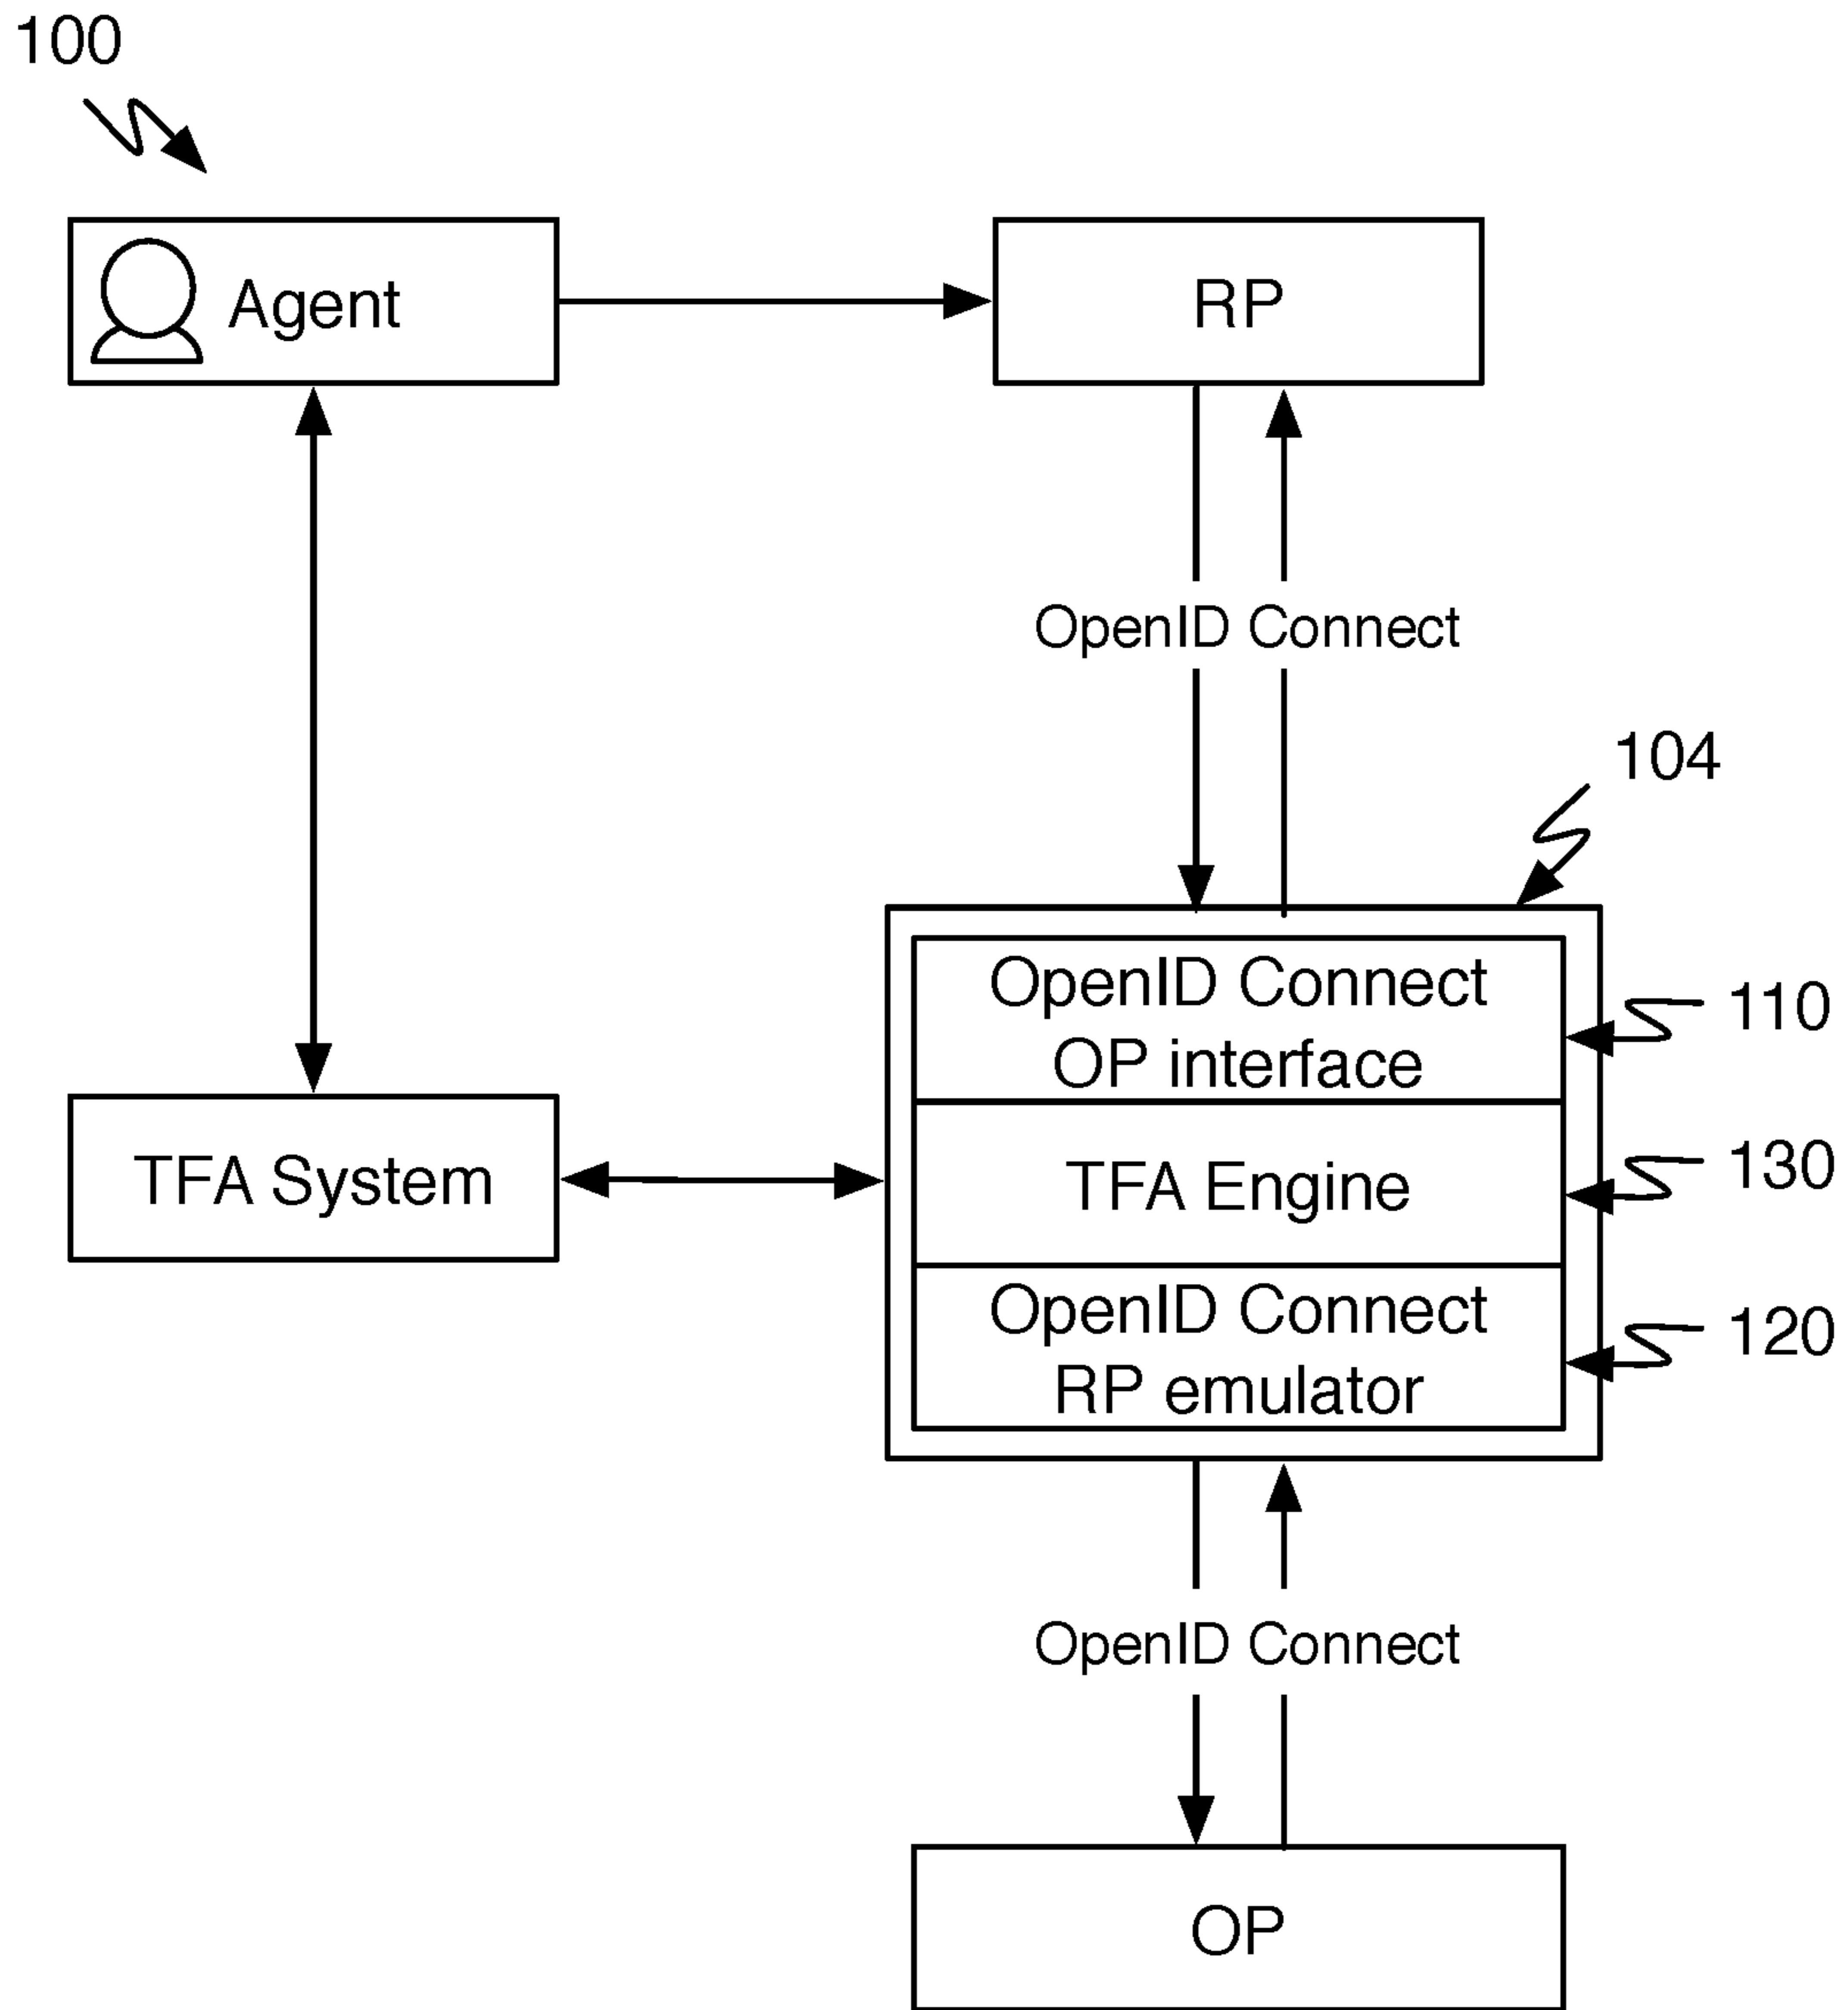 100
Agent
RP
OpenID Connect
104
OpenID Connect
OP interface
110
TFA System
TFA Engine
130
OpenID Connect
RP emulator
120
OpenID Connect
OP